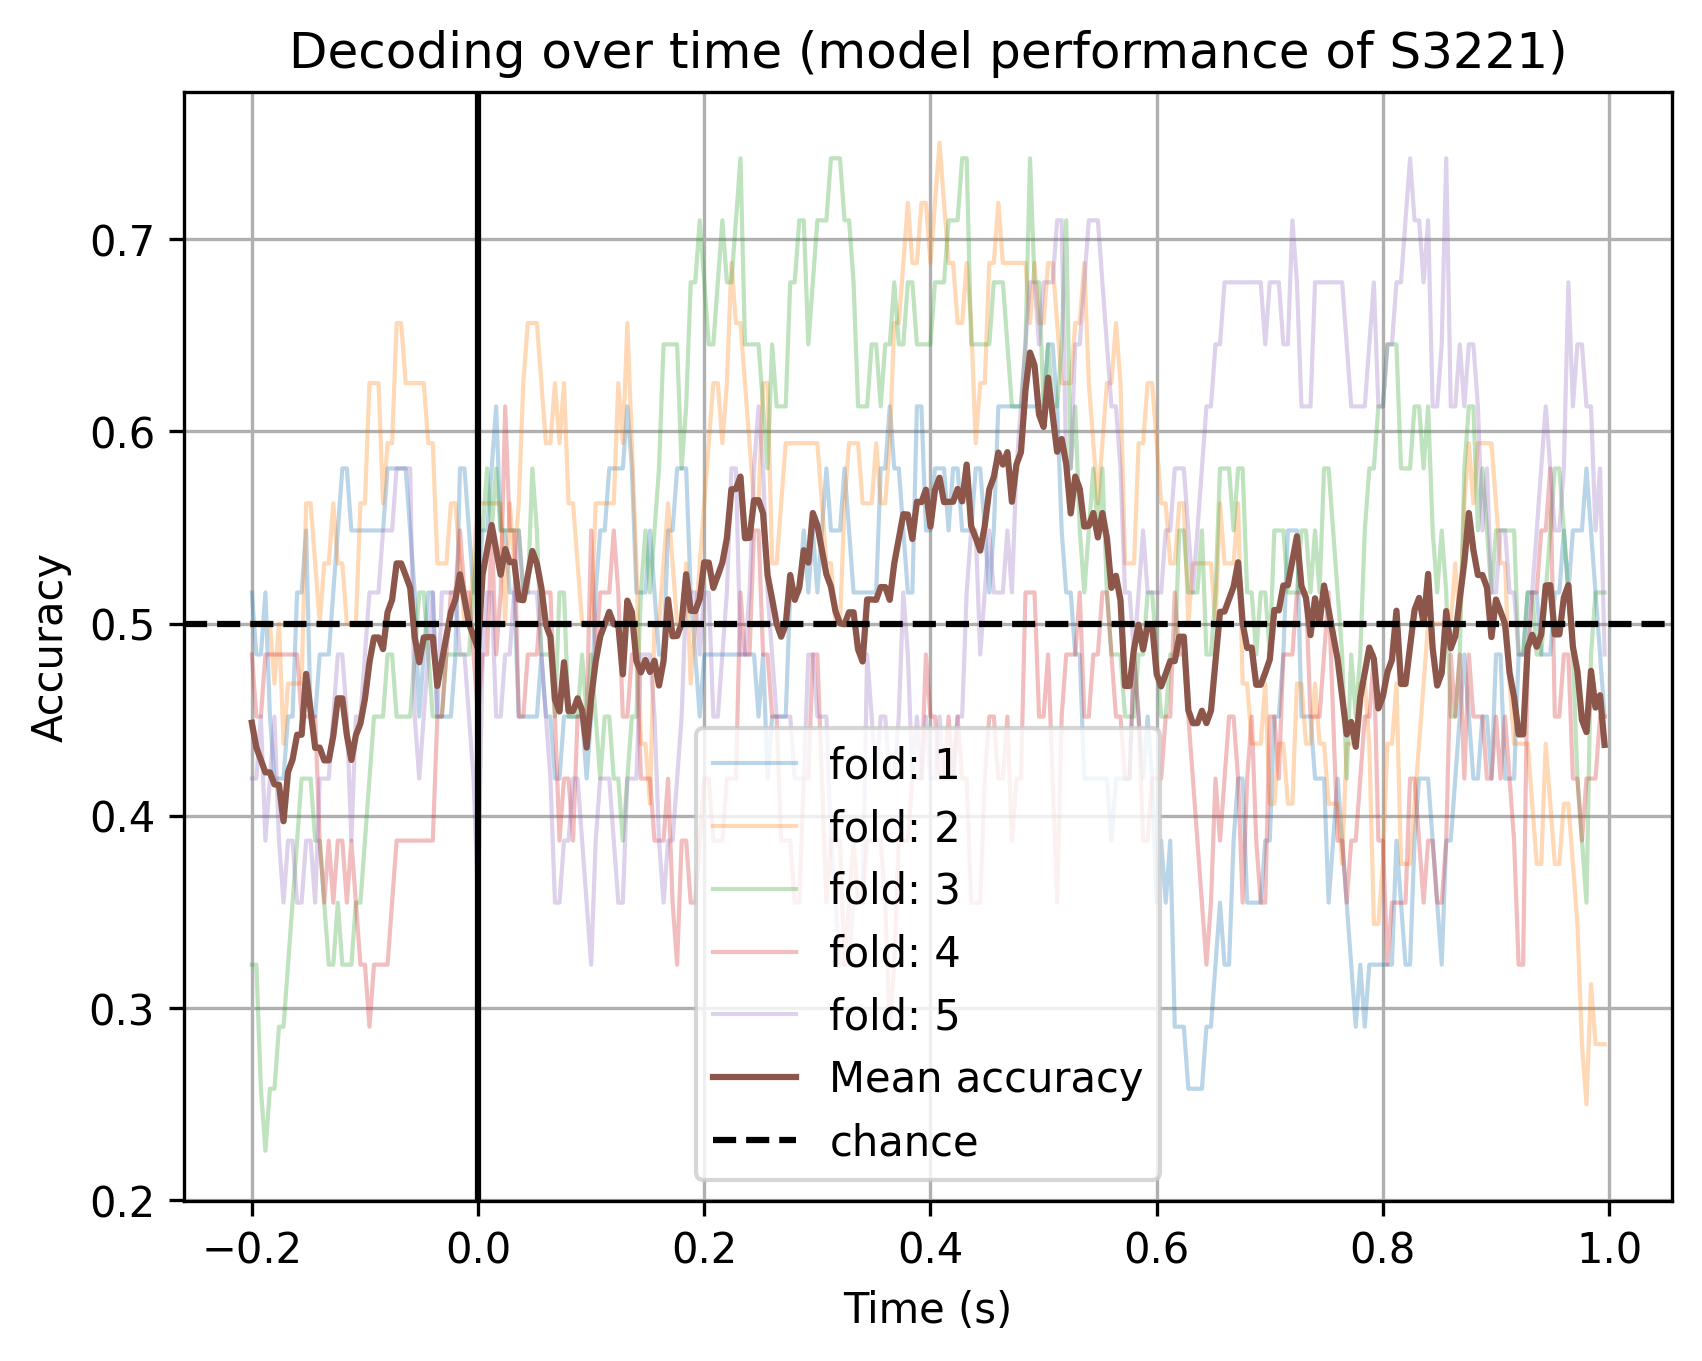 Decoding over time (model performance of S3221)
Accuracy
0.7
0.6
0.5
0.4
0.3
0.2
fold: 1
fold: 2
fold: 3
fold: 4
fold: 5
Mean accuracy
chance
−0.2 0.0 0.2 0.4 0.6 0.8 1.0
Time (s)